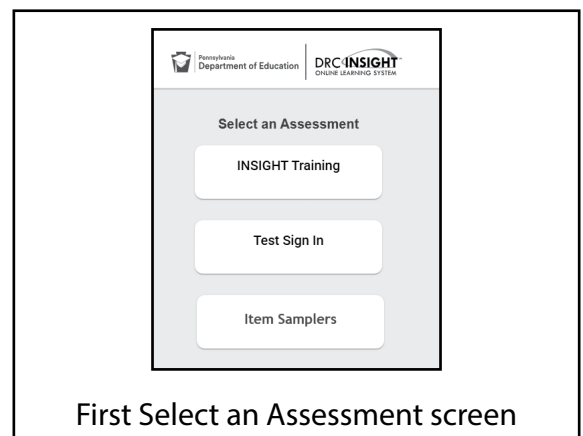 Pennsylvania
Department of Education
DRC INSIGHT
ONLINE LEARNING SYSTEM
Select an Assessment
INSIGHT Training
Test Sign In
Item Samplers
First Select an Assessment screen